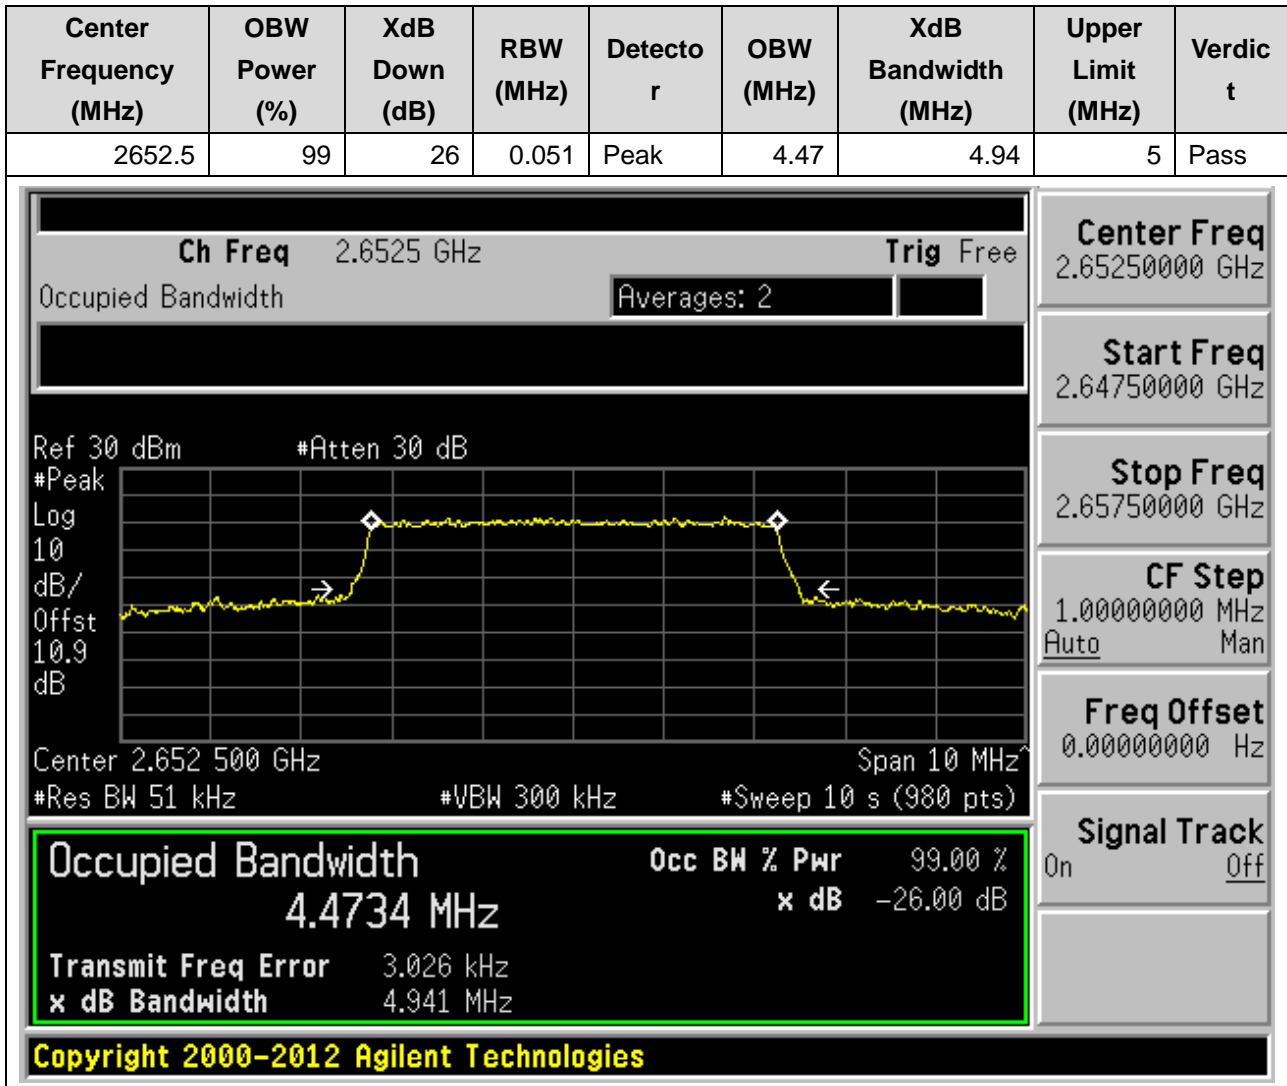 Center Frequency (MHz) OBW Power (%) XdB Down (dB) RBW (MHz) Detector OBW (MHz) XdB Bandwidth (MHz) Upper Limit (MHz) Verdict
2652.5 99 26 0.051 Peak 4.47 4.94 5 Pass
Ch Freq 2.6525 GHz Trig Free
Occupied Bandwidth Averages: 2
Ref 30 dBm #Atten 30 dB
#Peak
Log
10
dB/
Offst
10.9
dB
Center 2.652 500 GHz Span 10 MHz^
#Res BW 51 kHz #VBW 300 kHz #Sweep 10 s (980 pts)
Occupied Bandwidth Occ BW % Pwr 99.00 %
4.4734 MHz x dB -26.00 dB
Transmit Freq Error 3.026 kHz
x dB Bandwidth 4.941 MHz
Copyright 2000-2012 Agilent Technologies
Center Freq
2.65250000 GHz
Start Freq
2.64750000 GHz
Stop Freq
2.65750000 GHz
CF Step
1.00000000 MHz
Auto Man
Freq Offset
0.00000000 Hz
Signal Track
On Off